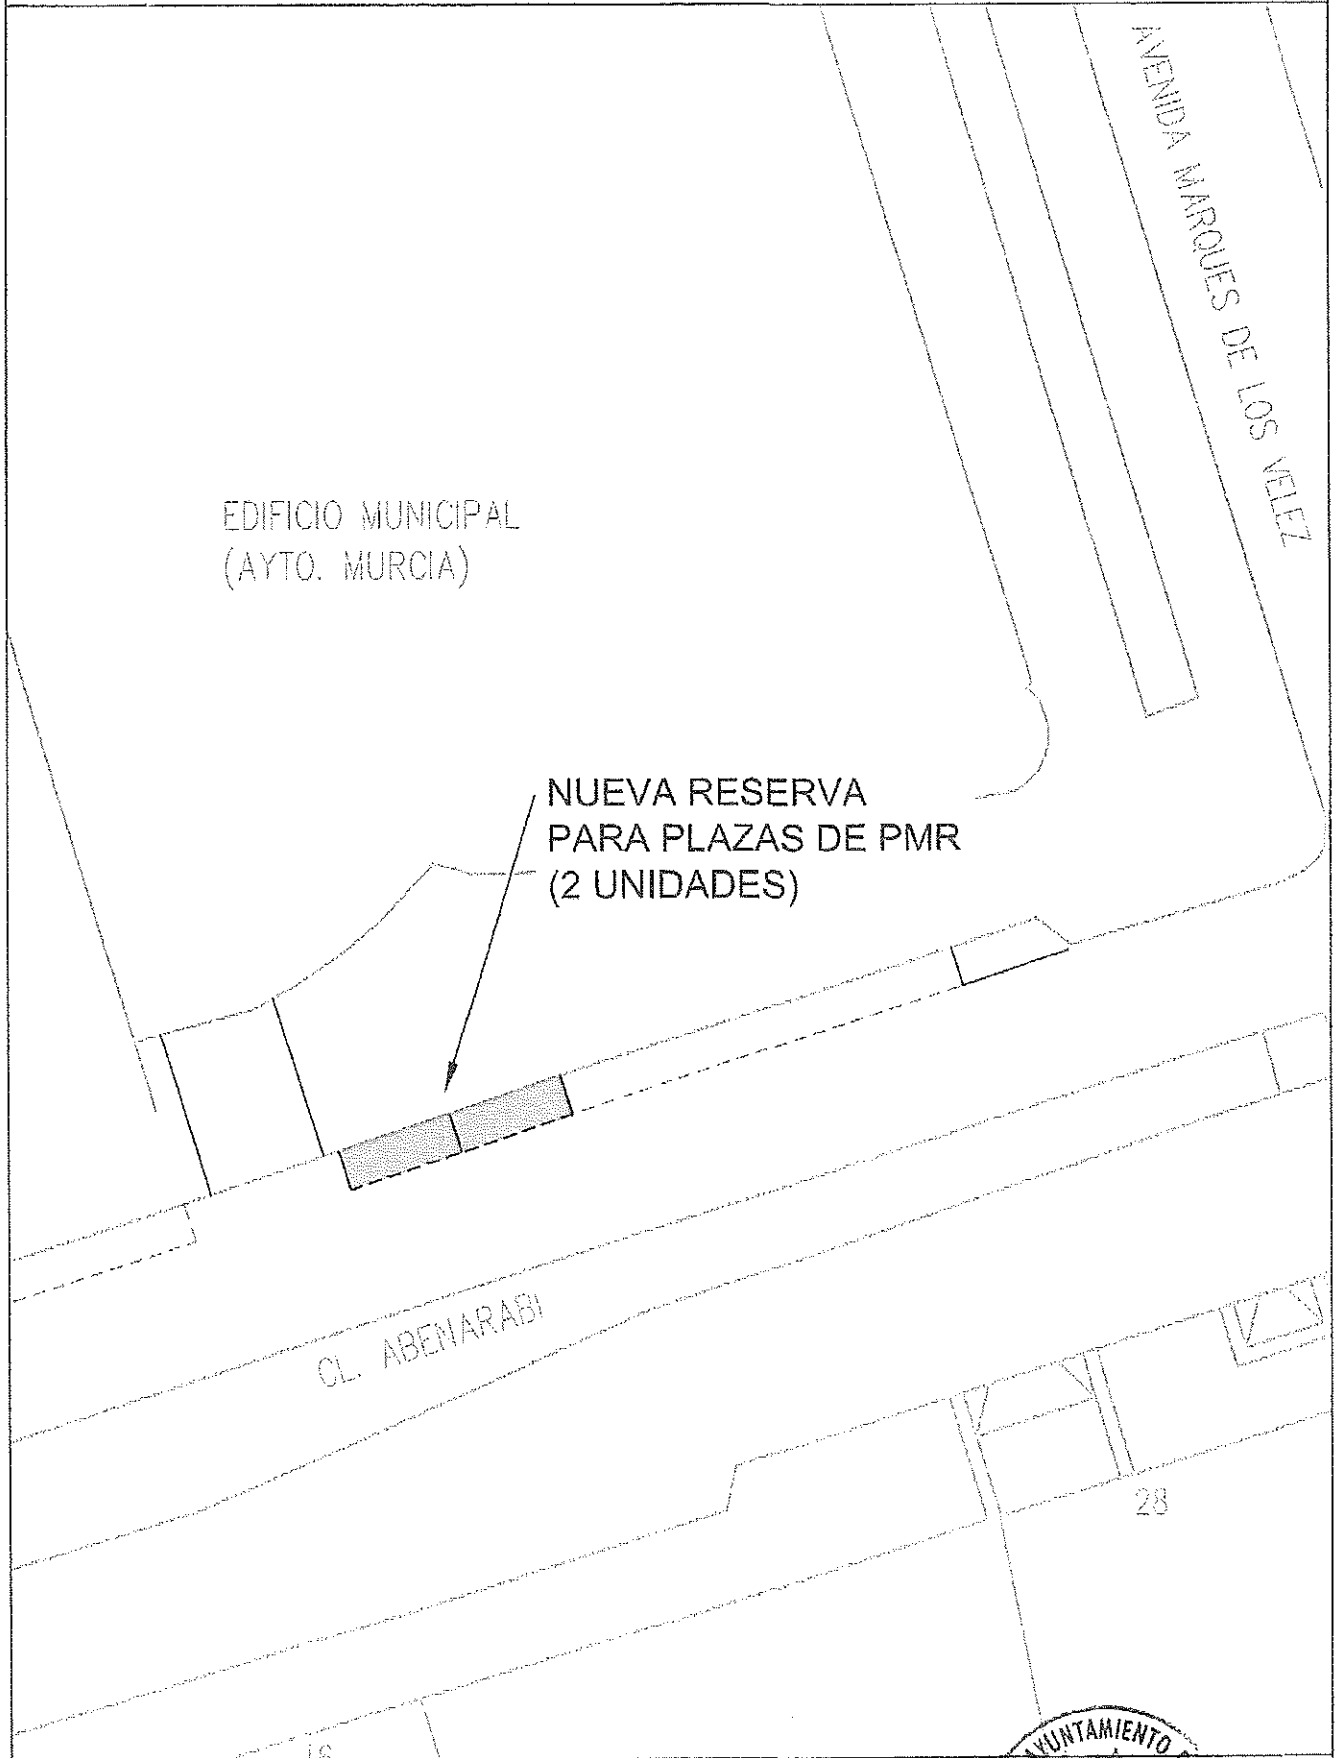 AVENIDA MARQUES DE LOS VELEZ
EDIFICIO MUNICIPAL
(AYTO. MURCIA)
NUEVA RESERVA
PARA PLAZAS DE PMR
(2 UNIDADES)
CL. ABENARABI
28
AYUNTAMIENTO